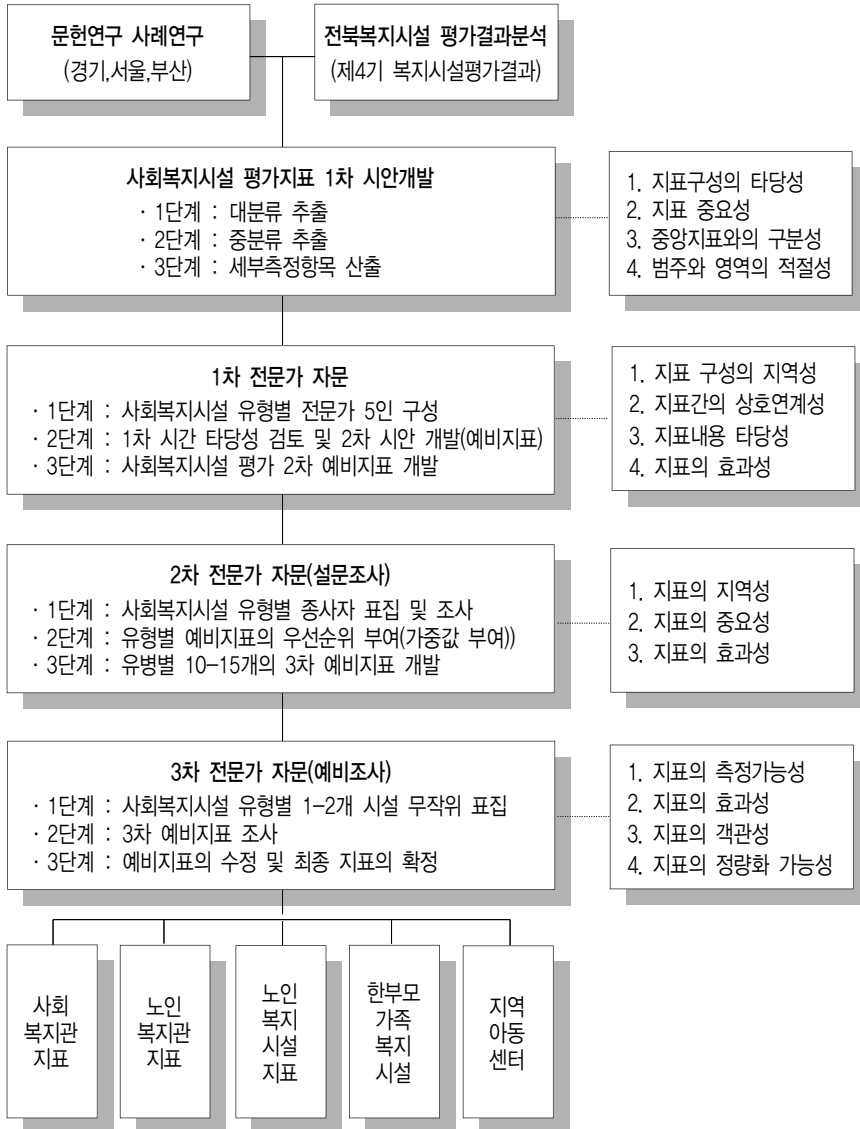 문헌연구 사례연구
(경기,서울,부산)
전북복지시설 평가결과분석
(제4기 복지시설평가결과)
사회복지시설 평가지표 1차 시안개발
· 1단계 : 대분류 추출
· 2단계 : 중분류 추출
· 3단계 : 세부측정항목 산출
1. 지표구성의 타당성
2. 지표 중요성
3. 중앙지표와의 구분성
4. 범주와 영역의 적절성
1차 전문가 자문
· 1단계 : 사회복지시설 유형별 전문가 5인 구성
· 2단계 : 1차 시간 타당성 검토 및 2차 시안 개발(예비지표)
· 3단계 : 사회복지시설 평가 2차 예비지표 개발
1. 지표 구성의 지역성
2. 지표간의 상호연계성
3. 지표내용 타당성
4. 지표의 효과성
2차 전문가 자문(설문조사)
· 1단계 : 사회복지시설 유형별 종사자 표집 및 조사
· 2단계 : 유형별 예비지표의 우선순위 부여(가중값 부여))
· 3단계 : 유병별 10-15개의 3차 예비지표 개발
1. 지표의 지역성
2. 지표의 중요성
3. 지표의 효과성
3차 전문가 자문(예비조사)
· 1단계 : 사회복지시설 유형별 1-2개 시설 무작위 표집
· 2단계 : 3차 예비지표 조사
· 3단계 : 예비지표의 수정 및 최종 지표의 확정
1. 지표의 측정가능성
2. 지표의 효과성
3. 지표의 객관성
4. 지표의 정량화 가능성
사회
복지관
지표
노인
복지관
지표
노인
복지
시설
지표
한부모
가족
복지
시설
지역
아동
센터